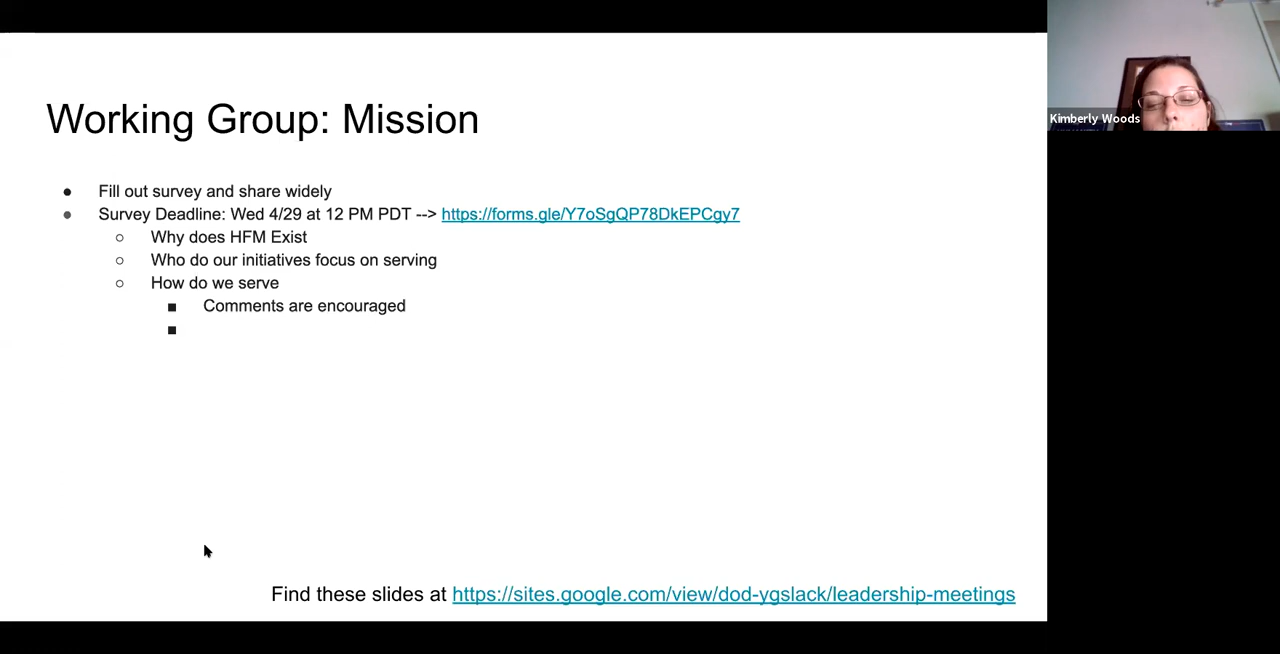 Working Group: Mission
● Fill out survey and share widely
● Survey Deadline: Wed 4/29 at 12 PM PDT --> https://forms.gle/Y7oSgQP78DkEPCgy7
○ Why does HFM Exist
○ Who do our initiatives focus on serving
○ How do we serve
■ Comments are encouraged
■
Find these slides at https://sites.google.com/view/dod-ygslack/leadership-meetings
Kimberly Woods